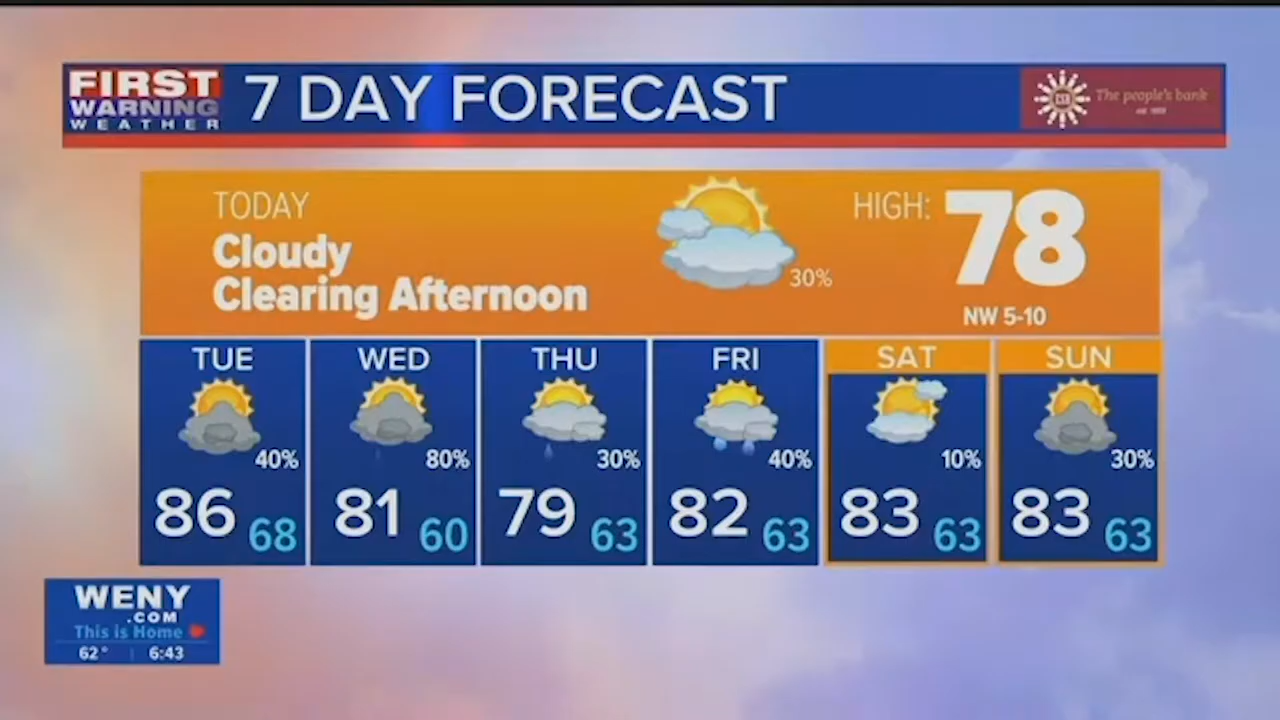 FIRST
WARNING
WEATHER
7 DAY FORECAST
The people's bank
TODAY
Cloudy
Clearing Afternoon
30%
HIGH: 78
NW 5-10
TUE WED THU FRI SAT SUN
40% 80% 30% 40% 10% 30%
86 68 81 60 79 63 82 63 83 63 83 63
WENY
.COM
This is Home
62° 6:43